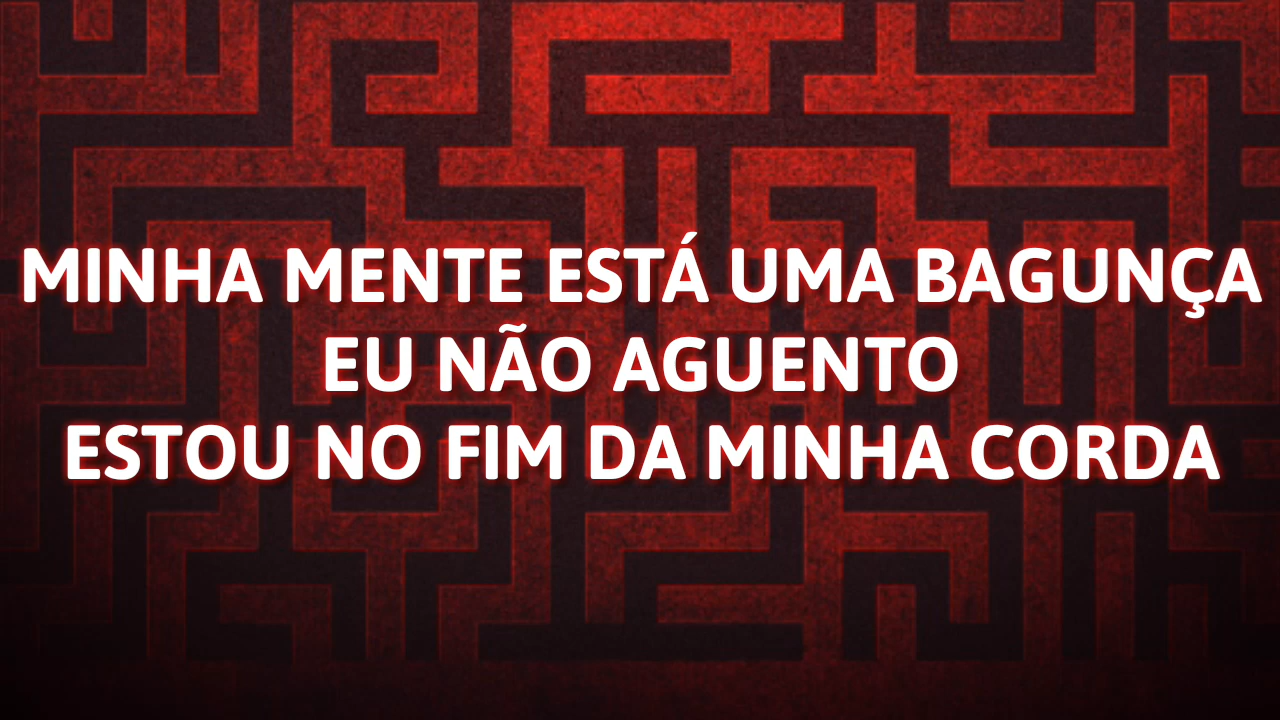 MINHA MENTE ESTÁ UMA BAGUNÇA
EU NÃO AGUENTO
ESTOU NO FIM DA MINHA CORDA